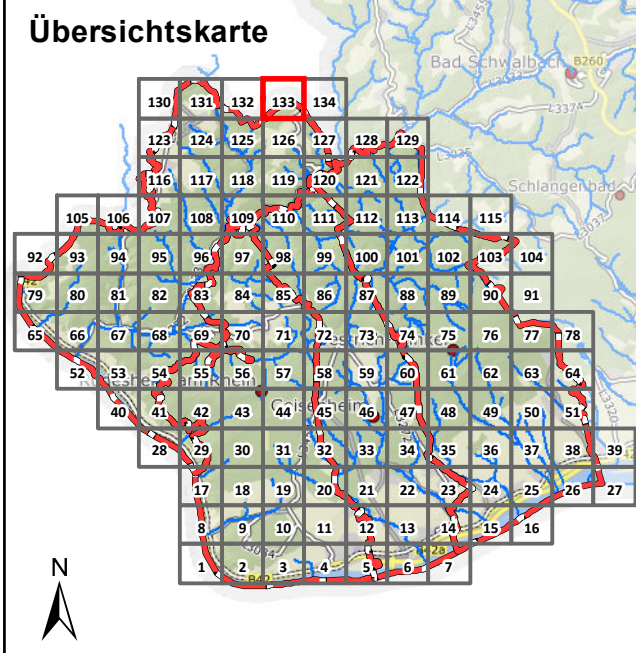 Übersichtskarte
Bad Schwalbach
B260
L3374
L3035
Schlangenbad
L3037
130 131 132 133 134
123 124 125 126 127 128 129
116 117 118 119 120 121 122
105 106 107 108 109 110 111 112 113 114 115
92 93 94 95 96 97 98 99 100 101 102 103 104
79 80 81 82 83 84 85 86 87 88 89 90 91
65 66 67 68 69 70 71 72 73 74 75 76 77 78
52 53 54 55 56 57 58 59 60 61 62 63 64
40 41 42 43 44 45 46 47 48 49 50 51
28 29 30 31 32 33 34 35 36 37 38 39
17 18 19 20 21 22 23 24 25 26 27
8 9 10 11 12 13 14 15 16
1 2 3 4 5 6 7
L3034
B42
B42a
N